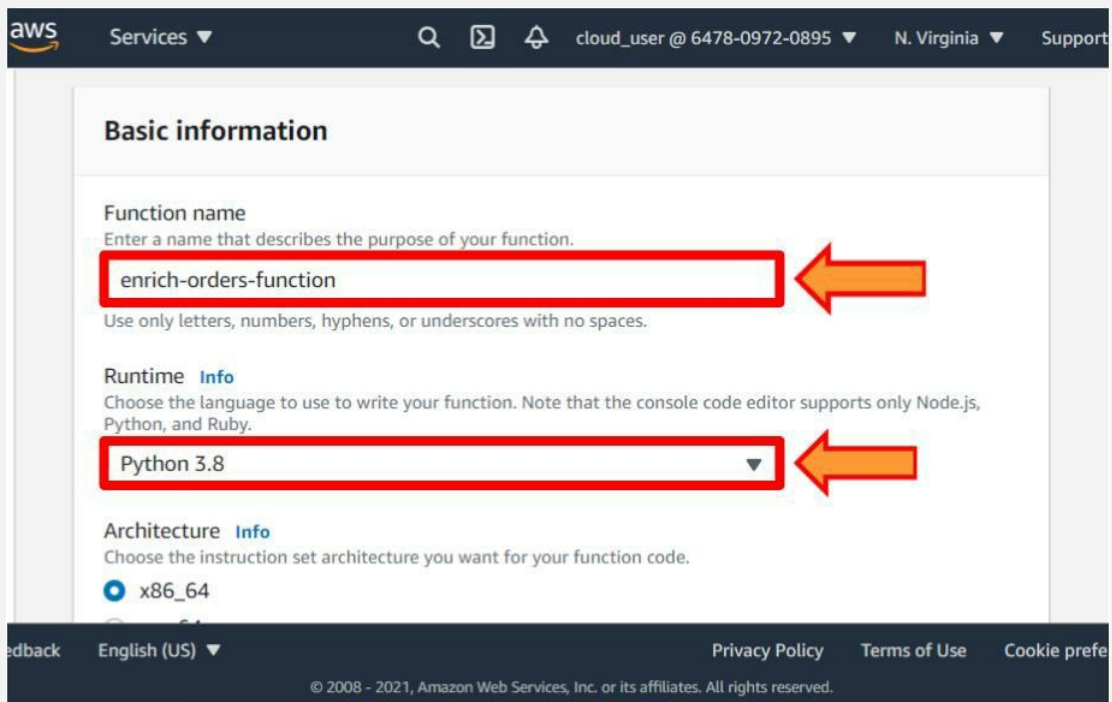 aws
Services ▼
cloud_user @ 6478-0972-0895 ▼
N. Virginia ▼
Support
Basic information
Function name
Enter a name that describes the purpose of your function.
enrich-orders-function
Use only letters, numbers, hyphens, or underscores with no spaces.
Runtime Info
Choose the language to use to write your function. Note that the console code editor supports only Node.js,
Python, and Ruby.
Python 3.8
Architecture Info
Choose the instruction set architecture you want for your function code.
x86_64
English (US) ▼
Privacy Policy
Terms of Use
Cookie
© 2008 - 2021, Amazon Web Services, Inc. or its affiliates. All rights reserved.